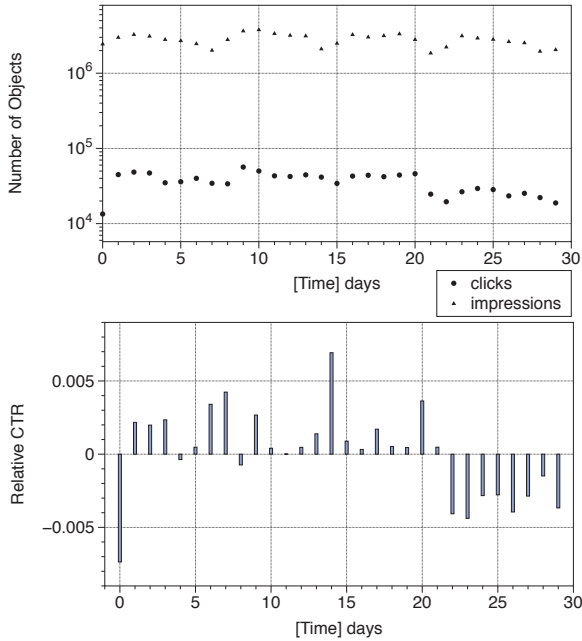 Number of Objects
10^6
10^5
10^4
0 5 10 15 20 25 30
[Time] days
clicks
impressions
Relative CTR
0.005
0
−0.005
0 5 10 15 20 25 30
[Time] days